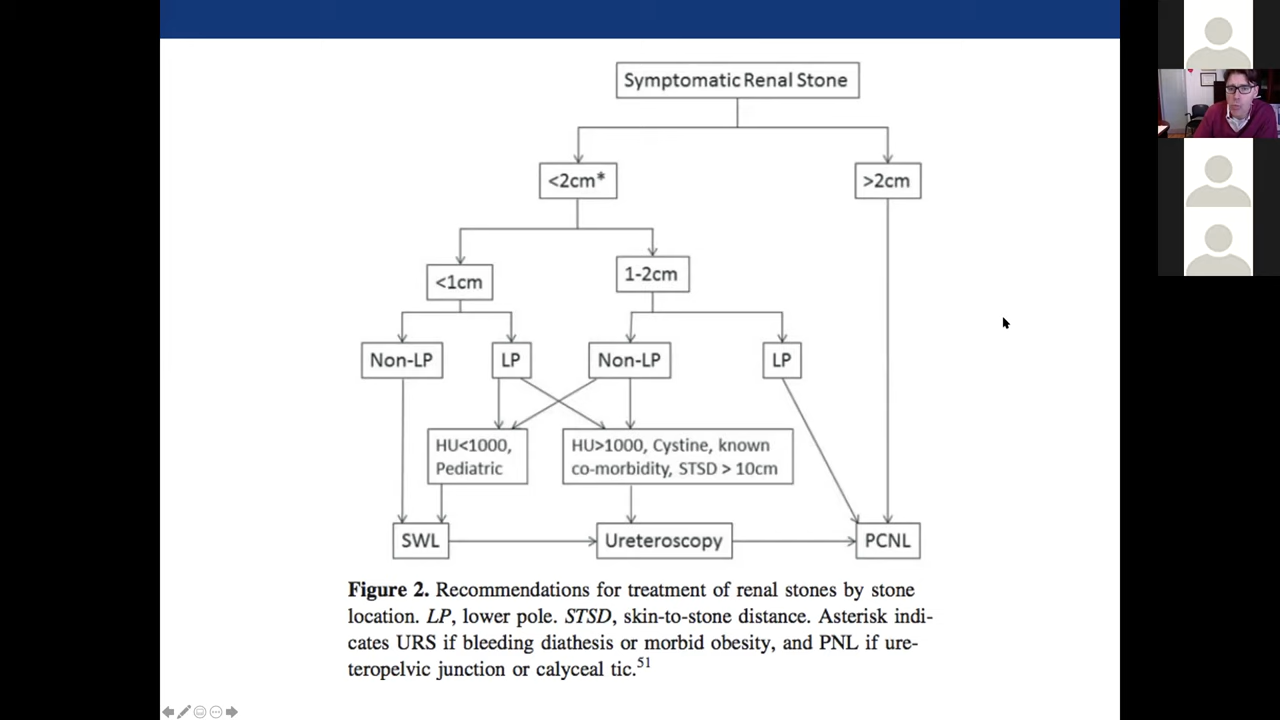 Symptomatic Renal Stone
<2cm*
>2cm
<1cm
1-2cm
Non-LP
LP
Non-LP
LP
HU<1000,
Pediatric
HU>1000, Cystine, known
co-morbidity, STSD > 10cm
SWL
Ureteroscopy
PCNL
Figure 2. Recommendations for treatment of renal stones by stone
location. LP, lower pole. STSD, skin-to-stone distance. Asterisk indi-
cates URS if bleeding diathesis or morbid obesity, and PNL if ure-
teropelvic junction or calyceal tic.51